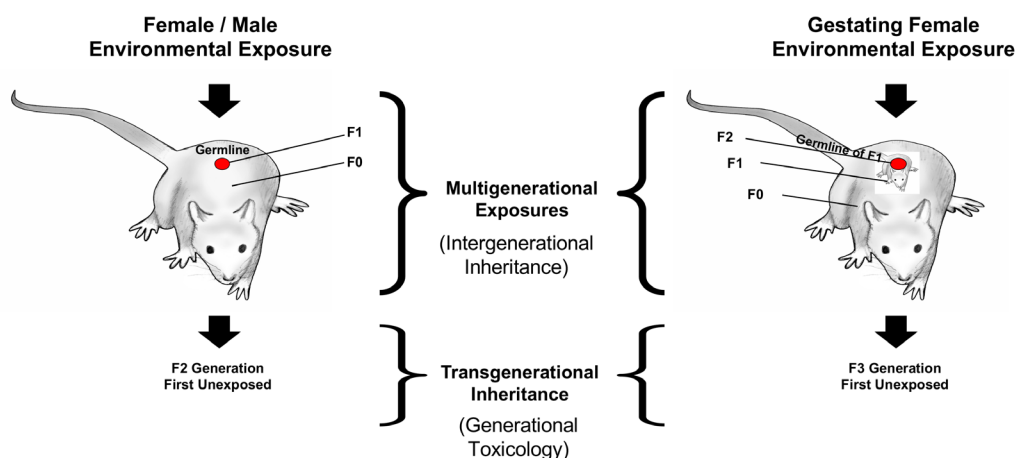 Female / Male
Environmental Exposure
Germline
F1
F0
F2 Generation
First Unexposed
Multigenerational
Exposures
(Intergenerational
Inheritance)
Transgenerational
Inheritance
(Generational
Toxicology)
Gestating Female
Environmental Exposure
F2
Germline of F1
F1
F0
F3 Generation
First Unexposed